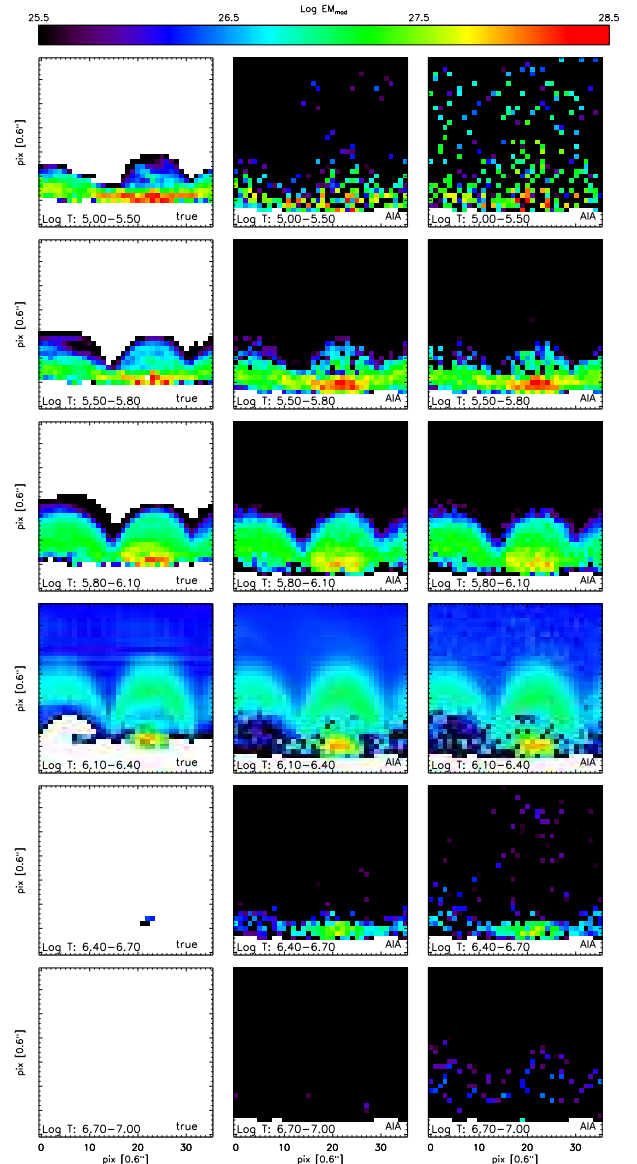 Log EM_mod
25.5 26.5 27.5 28.5
pix [0.6"]
Log T: 5.00−5.50 true
Log T: 5.00−5.50 AIA
Log T: 5.00−5.50 AIA
pix [0.6"]
Log T: 5.50−5.80 true
Log T: 5.50−5.80 AIA
Log T: 5.50−5.80 AIA
pix [0.6"]
Log T: 5.80−6.10 true
Log T: 5.80−6.10 AIA
Log T: 5.80−6.10 AIA
pix [0.6"]
Log T: 6.10−6.40 true
Log T: 6.10−6.40 AIA
Log T: 6.10−6.40 AIA
pix [0.6"]
Log T: 6.40−6.70 true
Log T: 6.40−6.70 AIA
Log T: 6.40−6.70 AIA
pix [0.6"]
Log T: 6.70−7.00 true
Log T: 6.70−7.00 AIA
Log T: 6.70−7.00 AIA
0 10 20 30
0 10 20 30
0 10 20 30
pix [0.6"]
pix [0.6"]
pix [0.6"]